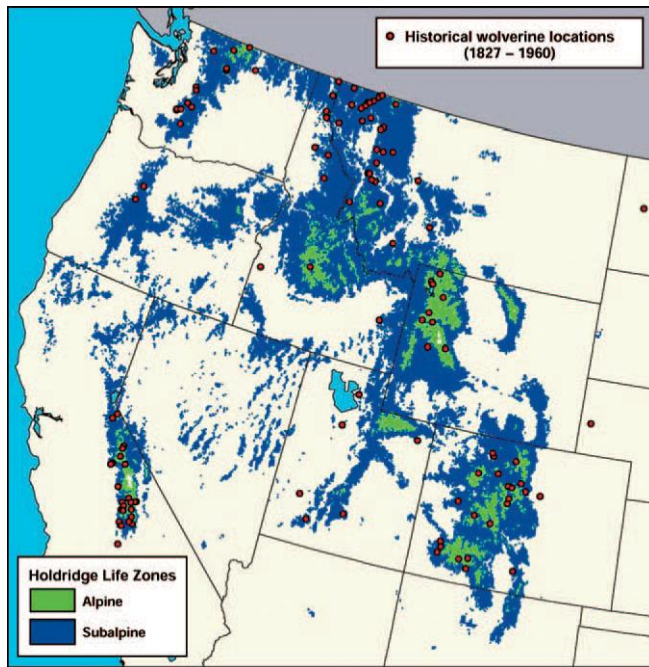 Historical wolverine locations
(1827 – 1960)
Holdridge Life Zones
Alpine
Subalpine